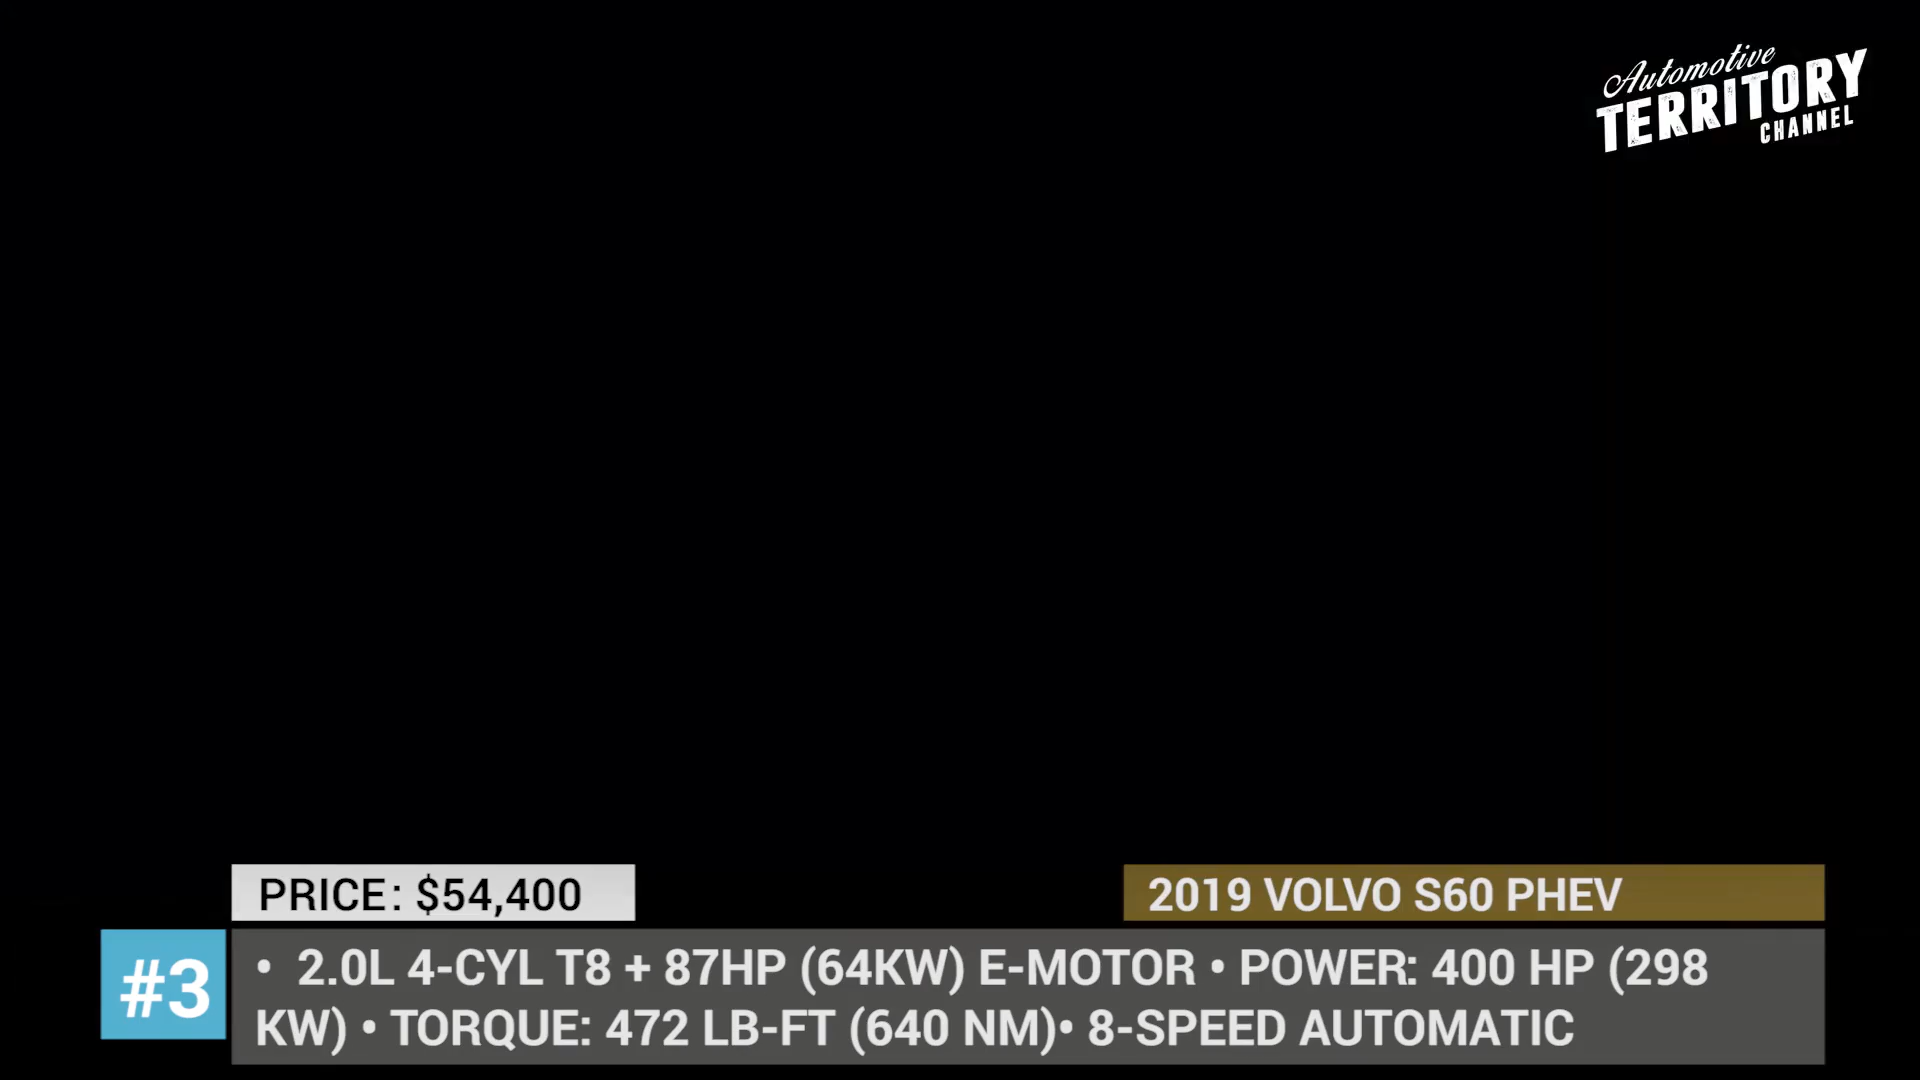 Automotive
TERRITORY
CHANNEL
PRICE: $54,400
2019 VOLVO S60 PHEV
#3
• 2.0L 4-CYL T8 + 87HP (64KW) E-MOTOR • POWER: 400 HP (298
KW) • TORQUE: 472 LB-FT (640 NM)• 8-SPEED AUTOMATIC